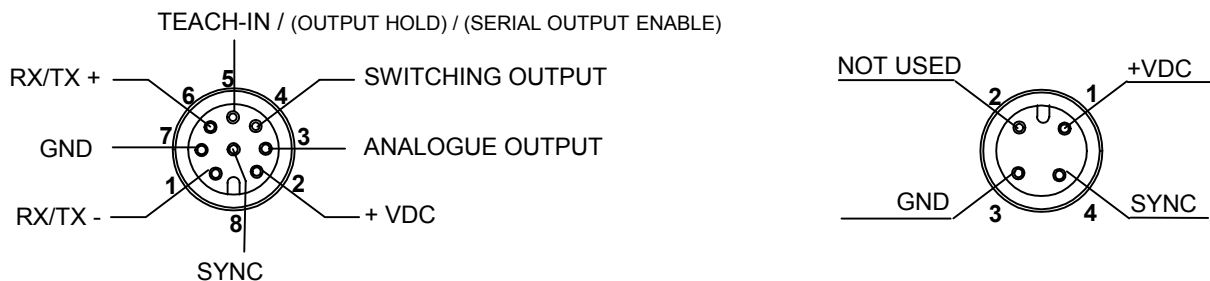 TEACH-IN / (OUTPUT HOLD) / (SERIAL OUTPUT ENABLE)
RX/TX +
5
SWITCHING OUTPUT
6
4
GND
7
3
ANALOGUE OUTPUT
1
2
RX/TX -
8
+ VDC
SYNC
NOT USED
+VDC
2
1
GND
SYNC
3
4